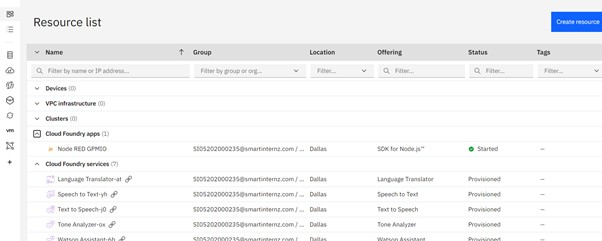 Resource list
Create resource
Name Group Location Offering Status Tags
Filter by name or IP address... Filter by group or org... Filter... Filter... Filter... Filter...
Devices (0)
VPC infrastructure (0)
Clusters (0)
Cloud Foundry apps (1)
Node RED GPMIO SI05202000235@smartinternz.com / ... Dallas SDK for Node.js™ Started —
Cloud Foundry services (7)
Language Translator-at SI05202000235@smartinternz.com / ... Dallas Language Translator Provisioned —
Speech to Text-yh SI05202000235@smartinternz.com / ... Dallas Speech to Text Provisioned —
Text to Speech-j0 SI05202000235@smartinternz.com / ... Dallas Text to Speech Provisioned —
Tone Analyzer-ox SI05202000235@smartinternz.com / ... Dallas Tone Analyzer Provisioned —
Watson Assistant-6b SI05202000235@smartinternz.com / ... Dallas Watson Assistant Provisioned —
vm